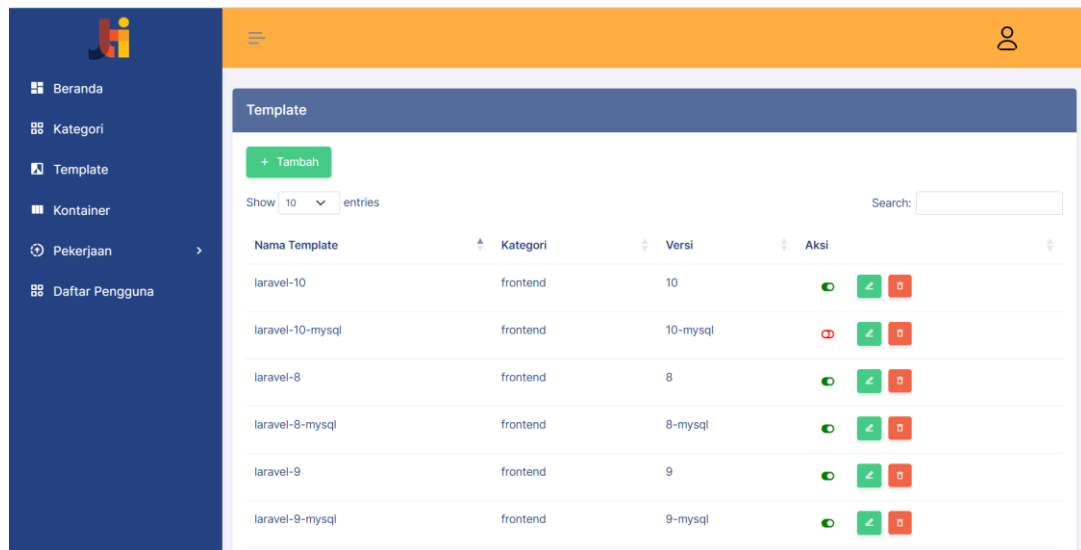 JTI
Beranda
Kategori
Template
Kontainer
Pekerjaan
Daftar Pengguna
Template
+ Tambah
Show 10 entries
Search:
Nama Template Kategori Versi Aksi
laravel-10 frontend 10
laravel-10-mysql frontend 10-mysql
laravel-8 frontend 8
laravel-8-mysql frontend 8-mysql
laravel-9 frontend 9
laravel-9-mysql frontend 9-mysql